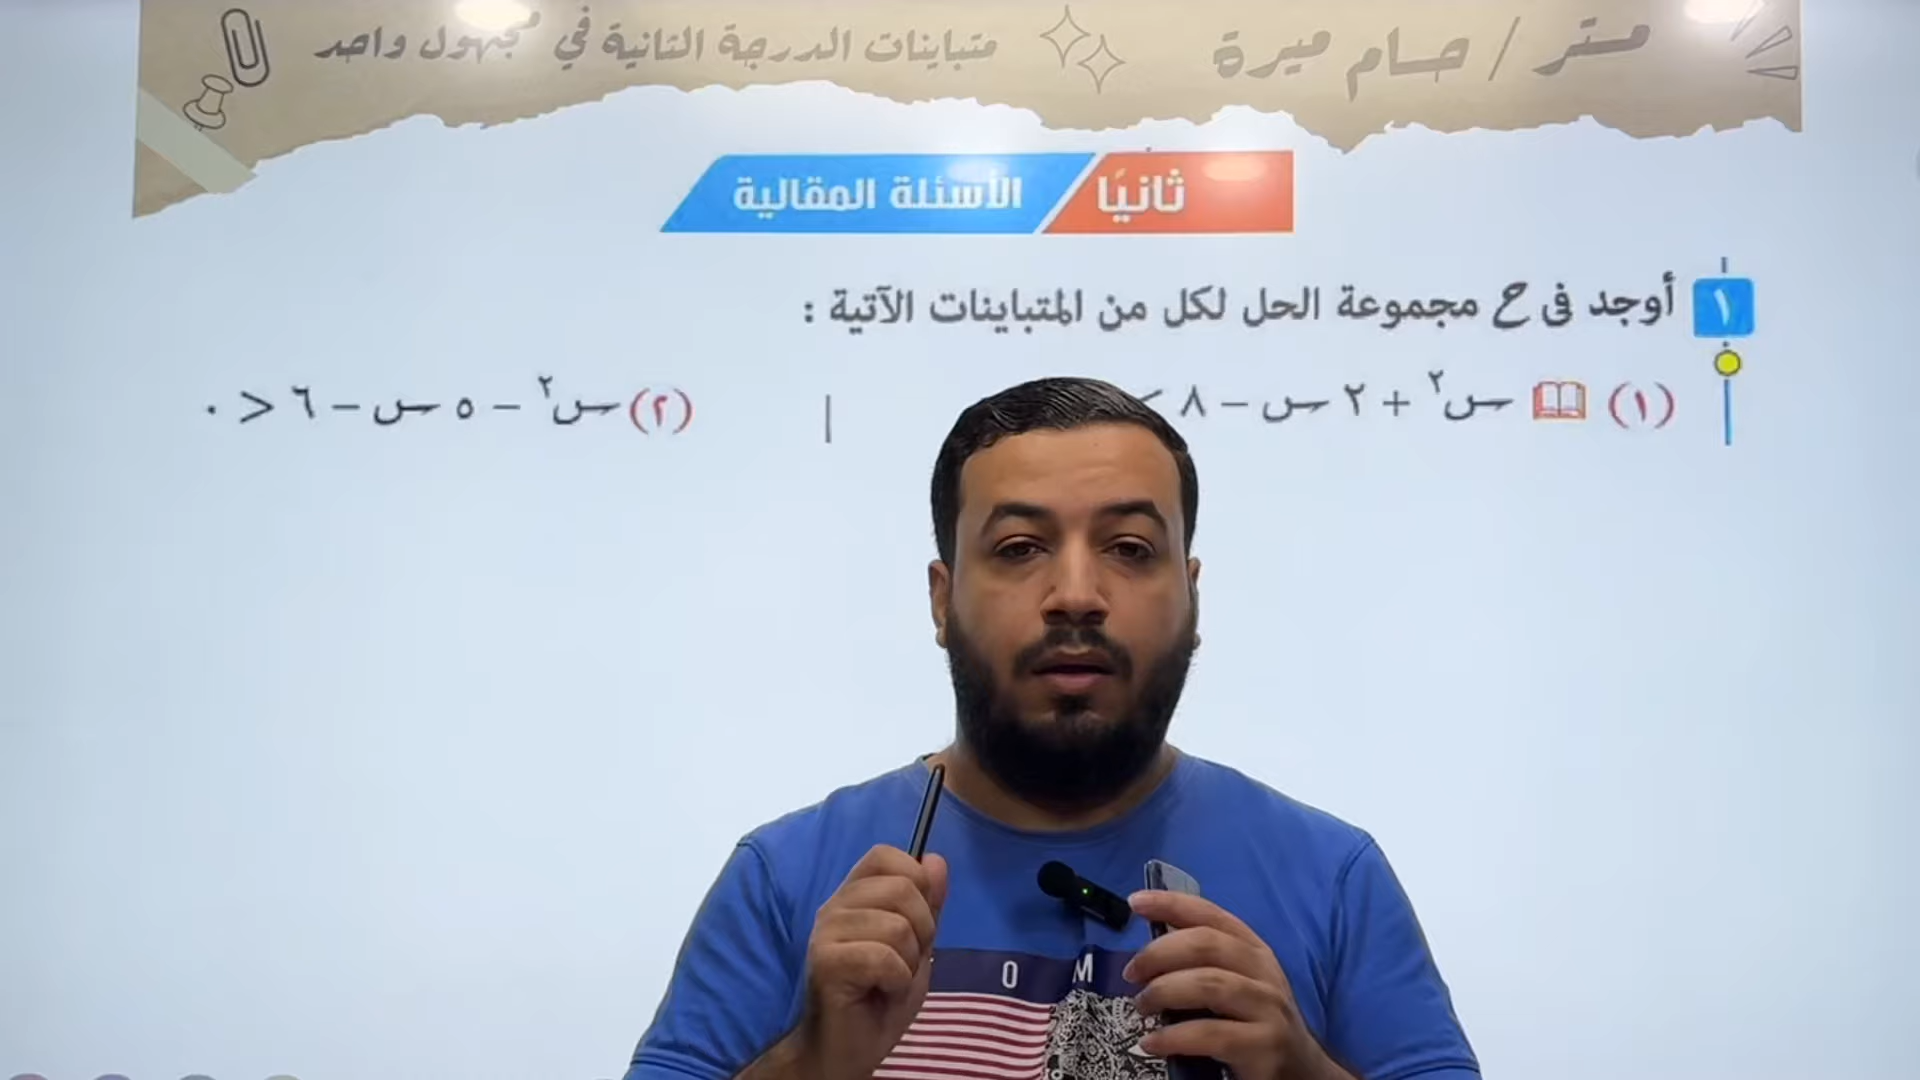 مستر / حسام ميرة
متباينات الدرجة الثانية في مجهول واحد
ثانيًا الأسئلة المقالية
١ أوجد فى ح مجموعة الحل لكل من المتباينات الآتية :
(١) س٢ + ٢ س – ٨
(٢) س٢ – ٥ س – ٦ < ٠
O M